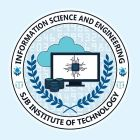 INFORMATION SCIENCE AND ENGINEERING
SJB INSTITUTE OF TECHNOLOGY